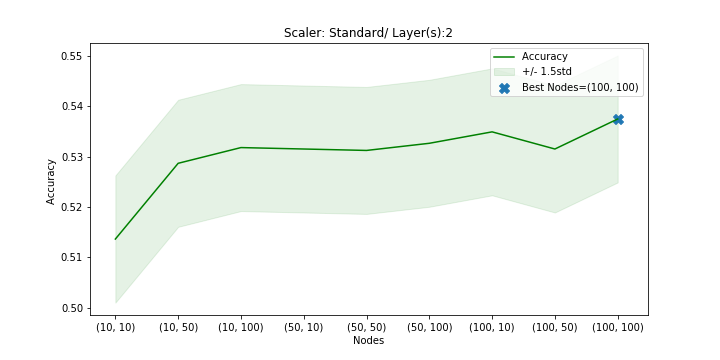 Scaler: Standard/ Layer(s):2
0.55
0.54
0.53
0.52
0.51
0.50
Accuracy
Accuracy
+/- 1.5std
Best Nodes=(100, 100)
(10, 10) (10, 50) (10, 100) (50, 10) (50, 50) (50, 100) (100, 10) (100, 50) (100, 100)
Nodes